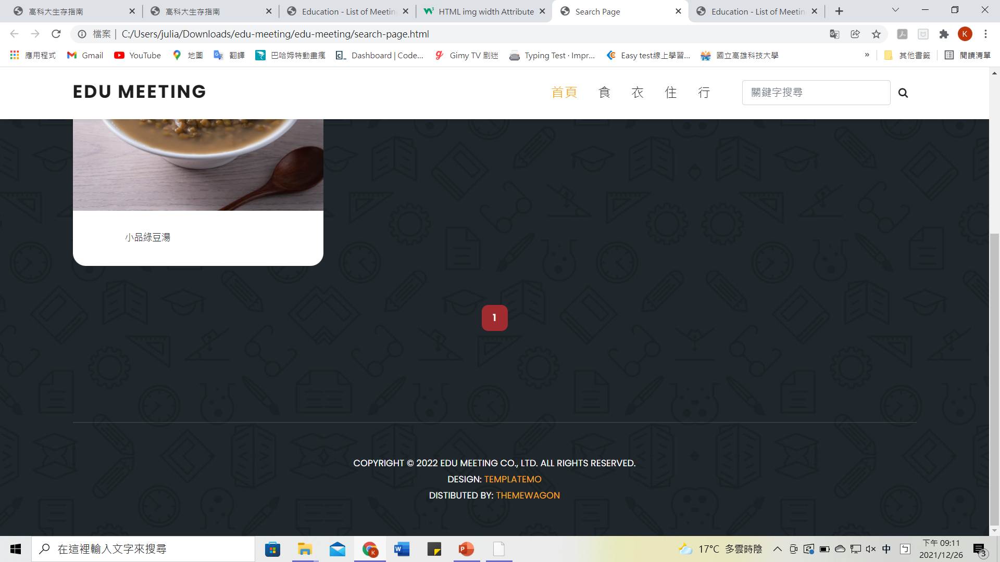 高科大生存指南
高科大生存指南
Education - List of Meetin
HTML img width Attribute
Search Page
Education - List of Meetin
檔案 | C:/Users/julia/Downloads/edu-meeting/edu-meeting/search-page.html
K
應用程式
Gmail
YouTube
地圖
翻譯
巴哈姆特動畫瘋
Dashboard | Code...
Gimy TV 剧迷
Typing Test · Impr...
Easy test線上學習...
國立高雄科技大學
»
其他書籤
閱讀清單
EDU MEETING
首頁
食
衣
住
行
關鍵字搜尋
小品綠豆湯
1
COPYRIGHT © 2022 EDU MEETING CO., LTD. ALL RIGHTS RESERVED.
DESIGN: TEMPLATEMO
DISTIBUTED BY: THEMEWAGON
在這裡輸入文字來搜尋
17°C 多雲時陰
中
ㄅ
下午 09:11
2021/12/26
3